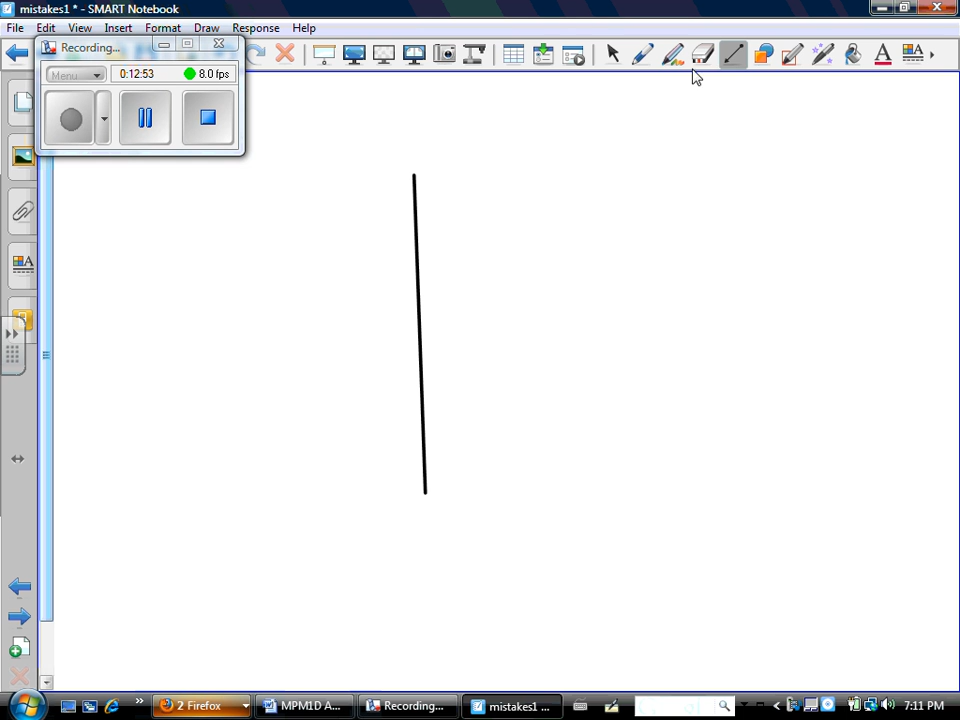 mistakes1 * - SMART Notebook
File Edit View Insert Format Draw Response Help
Recording...
Menu 0:12:53 8.0 fps
2 Firefox MPM1D A... Recording... mistakes1 ... 7:11 PM